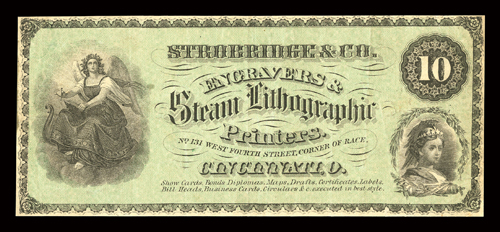 STROBRIDGE & CO.
10
ENGRAVERS &
Steam Lithographic
Printers.
No 131 WEST FOURTH STREET, CORNER OF RACE,
CINCINNATI, O.
Show Cards, Bonds, Diplomas, Maps, Drafts, Certificates, Labels,
Bill Heads, Business Cards, Circulars & c. executed in best style.